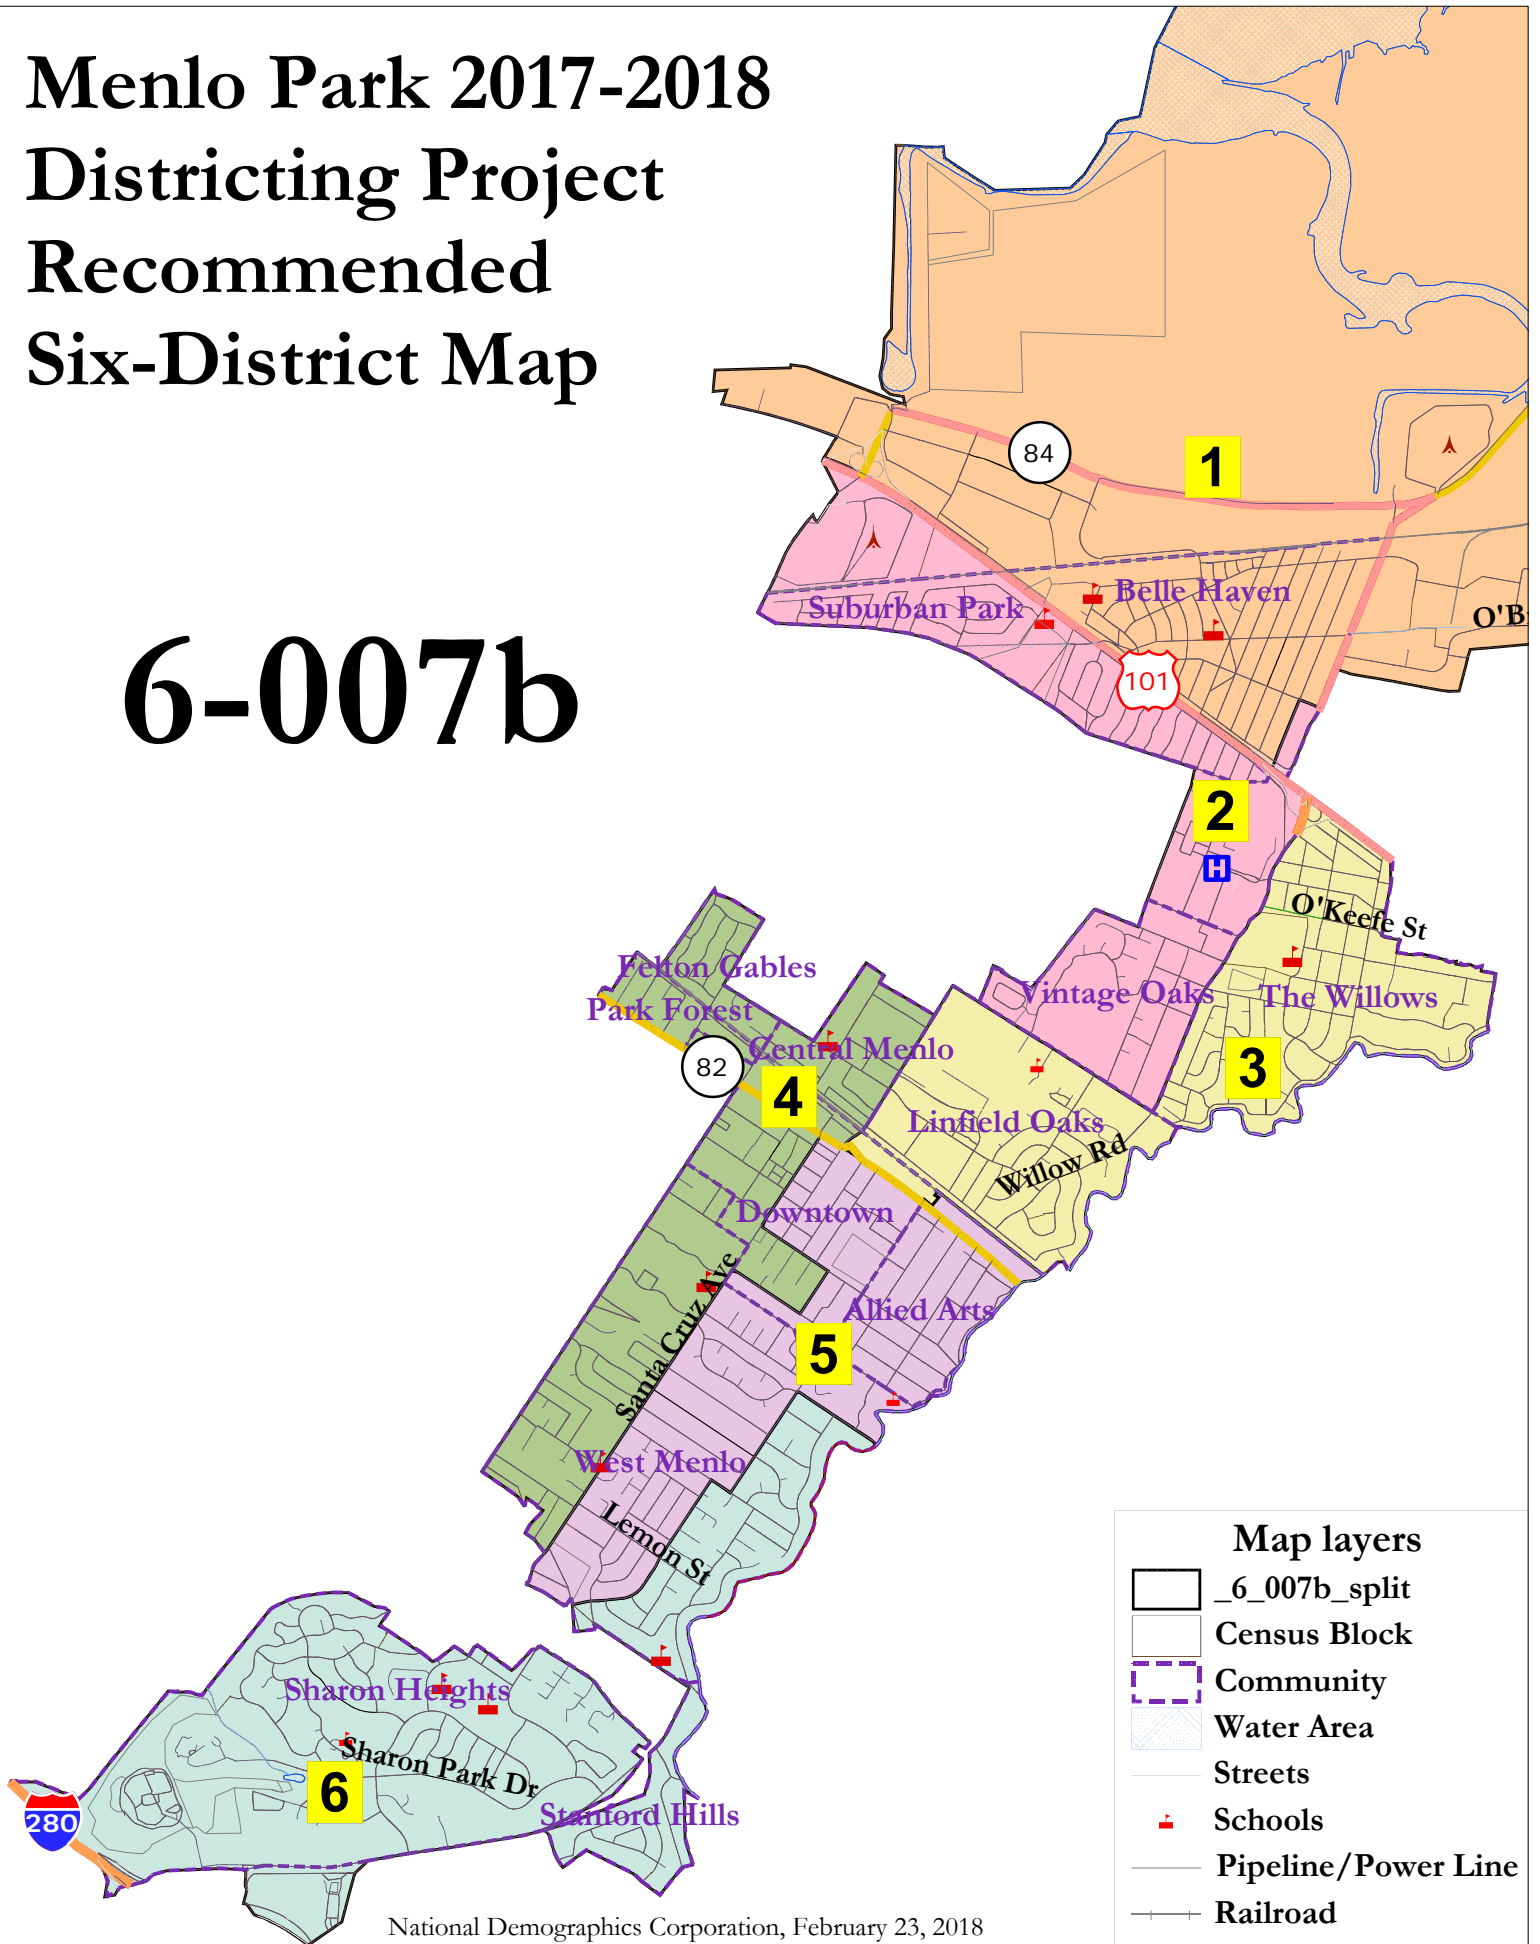 Menlo Park 2017-2018
Districting Project
Recommended
Six-District Map
6-007b
84
1
Suburban Park
Belle Haven
O'B
101
2
H
O'Keefe St
Felton Gables
Park Forest
Vintage Oaks
The Willows
Central Menlo
82
4
3
Linfield Oaks
Willow Rd
Downtown
Santa Cruz Ave
Allied Arts
5
West Menlo
Lemon St
Sharon Heights
Sharon Park Dr
6
280
Stanford Hills
Map layers
_6_007b_split
Census Block
Community
Water Area
Streets
Schools
Pipeline/Power Line
Railroad
National Demographics Corporation, February 23, 2018